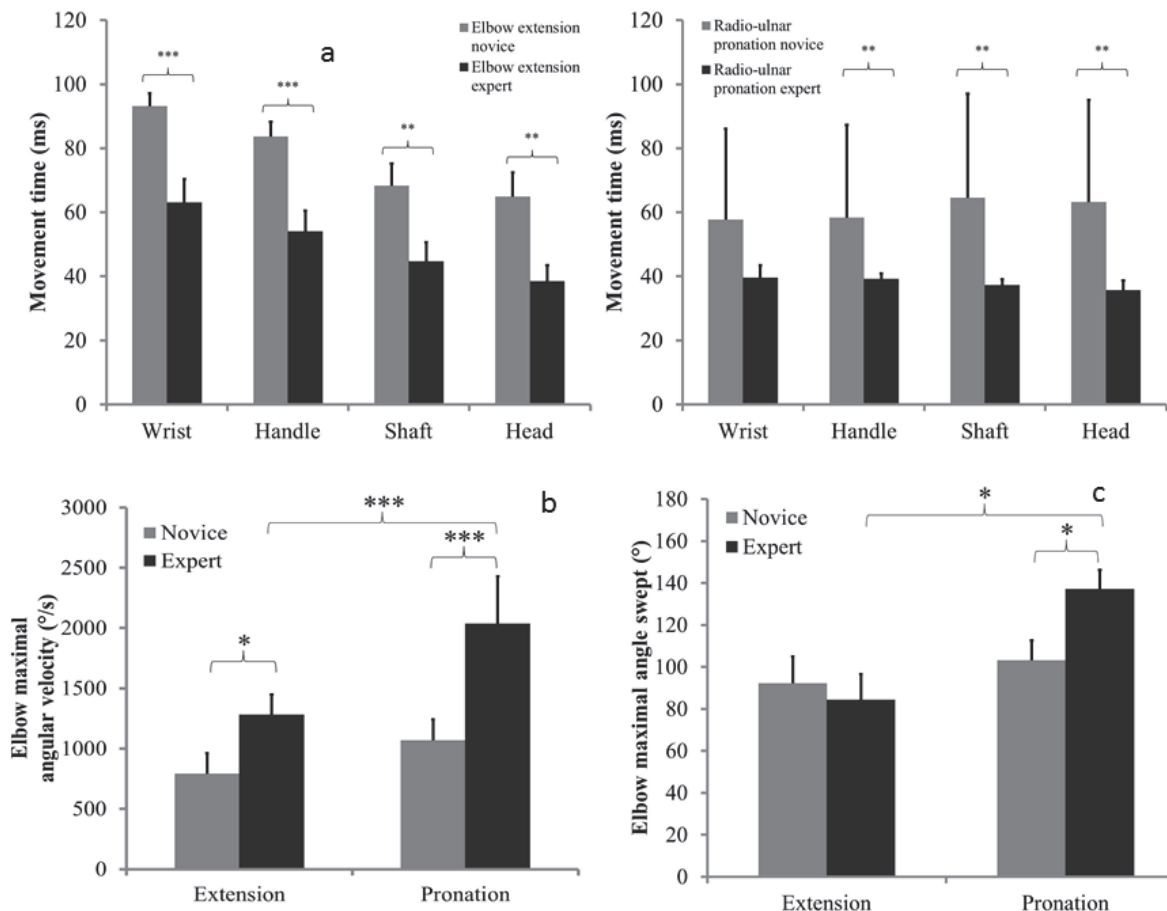 120
100
80
60
40
20
0
Movement time (ms)
a
Elbow extension
novice
Elbow extension
expert
***
***
**
**
Wrist
Handle
Shaft
Head
120
100
80
60
40
20
0
Movement time (ms)
Radio-ulnar
pronation novice
Radio-ulnar
pronation expert
**
**
**
Wrist
Handle
Shaft
Head
3000
2500
2000
1500
1000
500
0
Elbow maximal
angular velocity (°/s)
Novice
Expert
b
***
***
*
Extension
Pronation
180
160
140
120
100
80
60
40
20
0
Elbow maximal angle swept (°)
Novice
Expert
c
*
*
Extension
Pronation